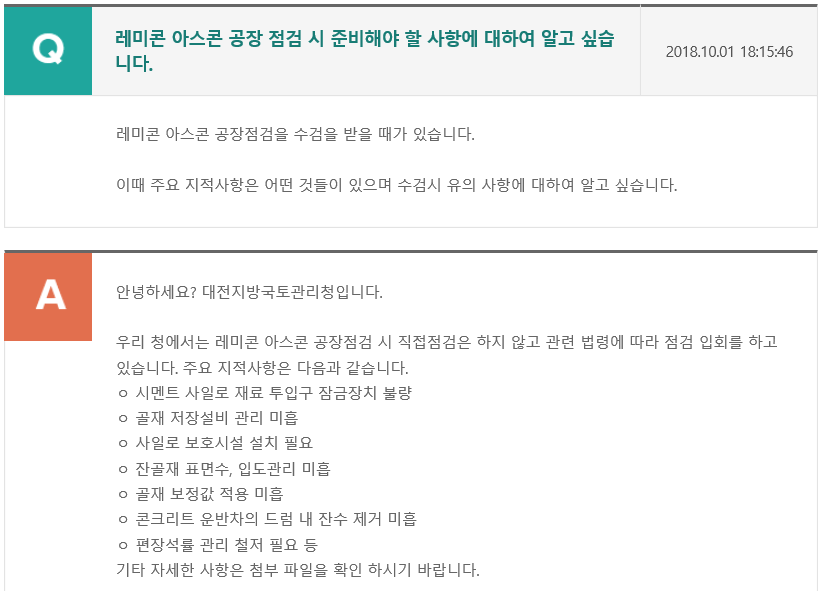 Q
레미콘 아스콘 공장 점검 시 준비해야 할 사항에 대하여 알고 싶습
니다.
2018.10.01 18:15:46
레미콘 아스콘 공장점검을 수검을 받을 때가 있습니다.
이때 주요 지적사항은 어떤 것들이 있으며 수검시 유의 사항에 대하여 알고 싶습니다.
A
안녕하세요? 대전지방국토관리청입니다.
우리 청에서는 레미콘 아스콘 공장점검 시 직접점검은 하지 않고 관련 법령에 따라 점검 입회를 하고
있습니다. 주요 지적사항은 다음과 같습니다.
ㅇ 시멘트 사일로 재료 투입구 잠금장치 불량
ㅇ 골재 저장설비 관리 미흡
ㅇ 사일로 보호시설 설치 필요
ㅇ 잔골재 표면수, 입도관리 미흡
ㅇ 골재 보정값 적용 미흡
ㅇ 콘크리트 운반차의 드럼 내 잔수 제거 미흡
ㅇ 편장석률 관리 철저 필요 등
기타 자세한 사항은 첨부 파일을 확인 하시기 바랍니다.